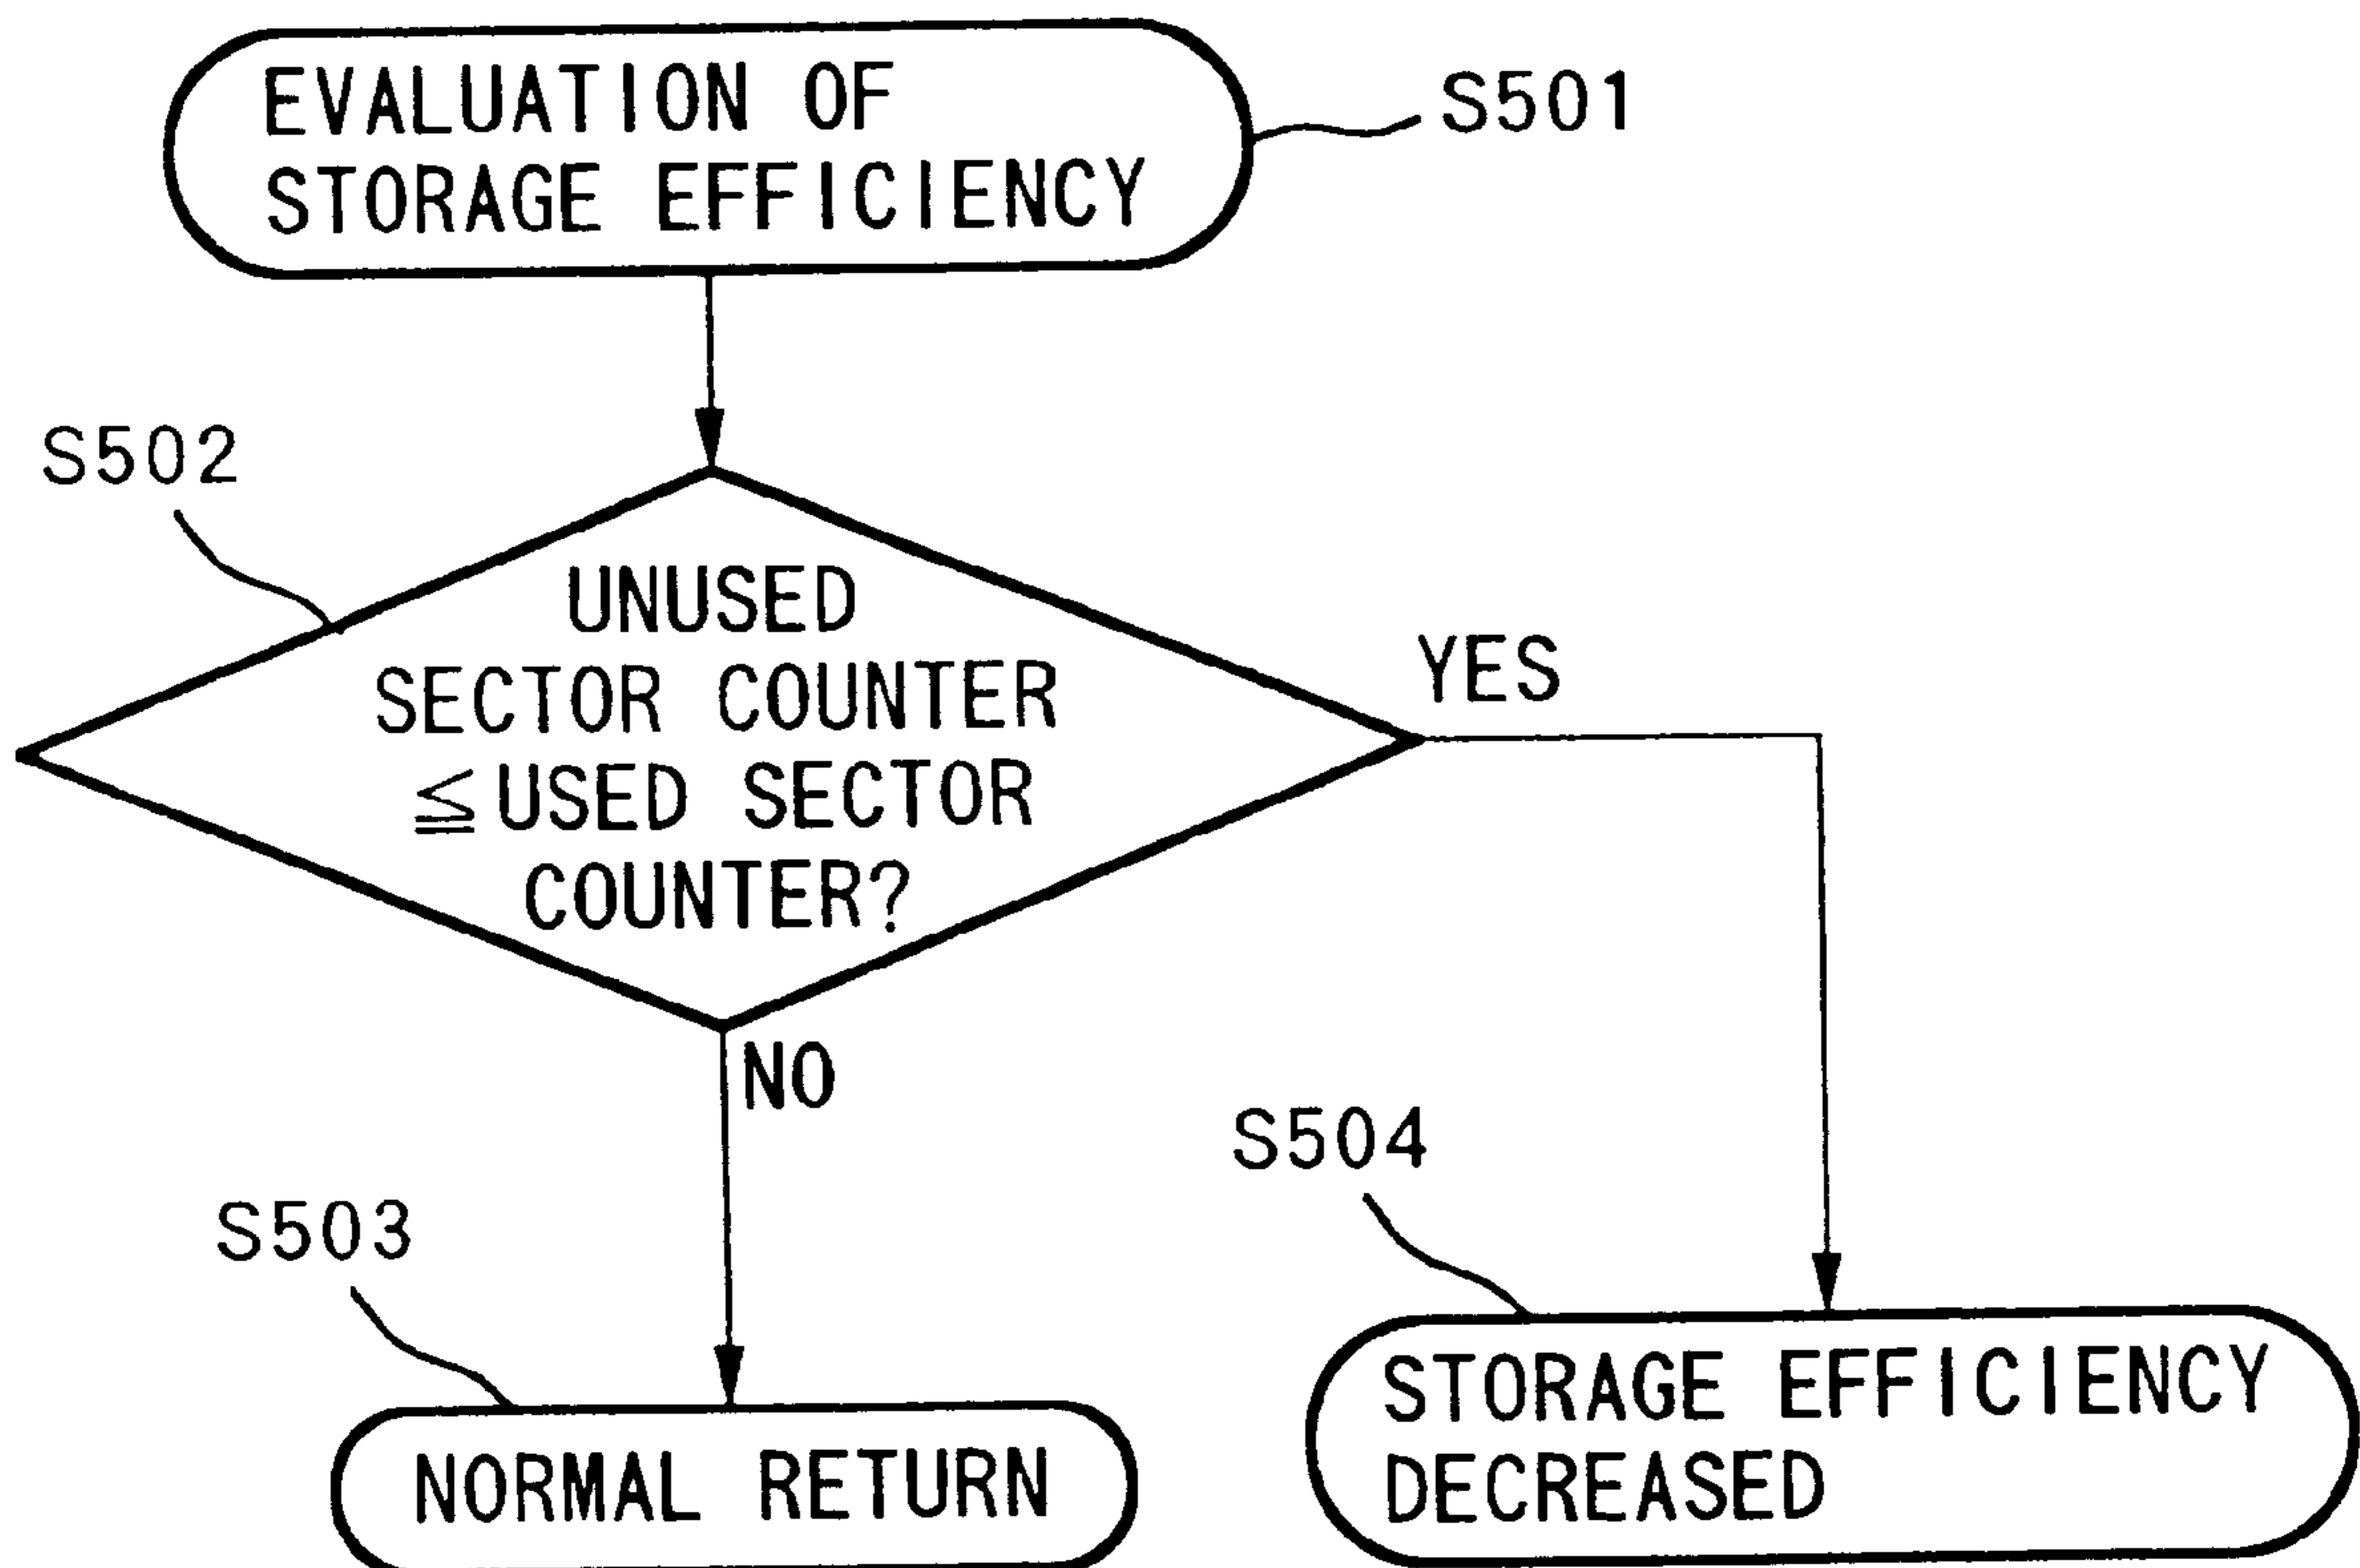 EVALUATION OF
STORAGE EFFICIENCY
S501
S502
UNUSED
SECTOR COUNTER
≦USED SECTOR
COUNTER?
YES
NO
S503
NORMAL RETURN
S504
STORAGE EFFICIENCY
DECREASED